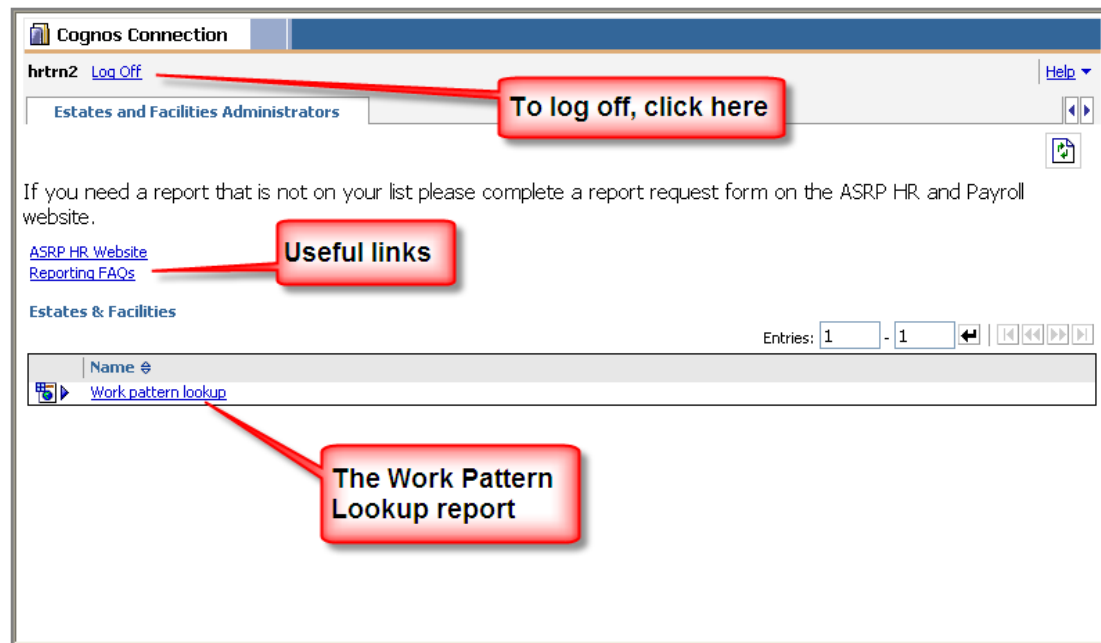 Cognos Connection
hrtrn2 Log Off
Help
To log off, click here
Estates and Facilities Administrators
If you need a report that is not on your list please complete a report request form on the ASRP HR and Payroll
website.
ASRP HR Website
Reporting FAQs
Useful links
Estates & Facilities
Entries: 1 - 1
Name
Work pattern lookup
The Work Pattern
Lookup report